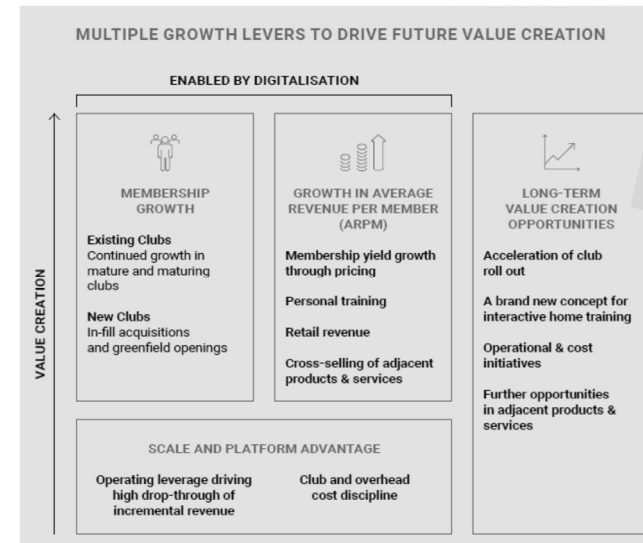 MULTIPLE GROWTH LEVERS TO DRIVE FUTURE VALUE CREATION
ENABLED BY DIGITALISATION
VALUE CREATION
MEMBERSHIP
GROWTH
Existing Clubs
Continued growth in
mature and maturing
clubs
New Clubs
In-fill acquisitions
and greenfield openings
GROWTH IN AVERAGE
REVENUE PER MEMBER
(ARPM)
Membership yield growth
through pricing
Personal training
Retail revenue
Cross-selling of adjacent
products & services
LONG-TERM
VALUE CREATION
OPPORTUNITIES
Acceleration of club
roll out
A brand new concept for
interactive home training
Operational & cost
initiatives
Further opportunities
in adjacent products &
services
SCALE AND PLATFORM ADVANTAGE
Operating leverage driving
high drop-through of
incremental revenue
Club and overhead
cost discipline